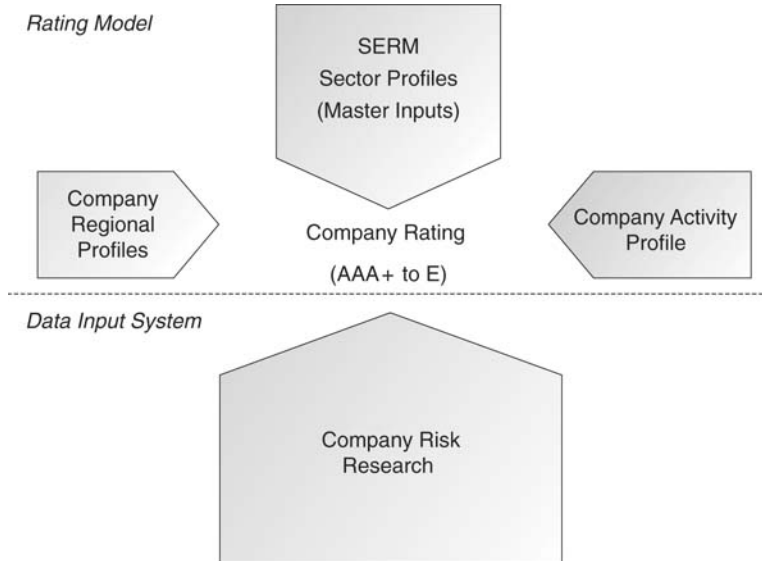 Rating Model
SERM
Sector Profiles
(Master Inputs)
Company
Regional
Profiles
Company Rating
(AAA+ to E)
Company Activity
Profile
Data Input System
Company Risk
Research